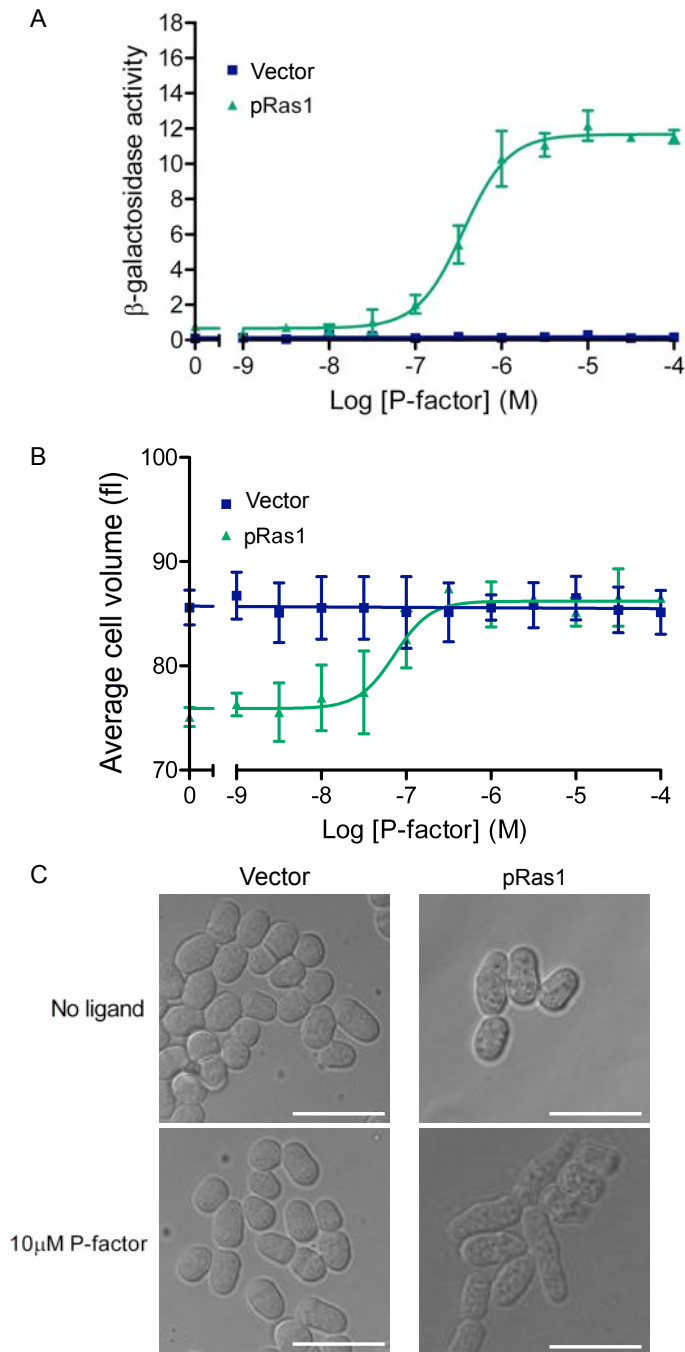 A
β-galactosidase activity
18
16
14
12
10
8
6
4
2
0
Vector
pRas1
0 -9 -8 -7 -6 -5 -4
Log [P-factor] (M)
B
Average cell volume (fl)
100
90
80
70
Vector
pRas1
0 -9 -8 -7 -6 -5 -4
Log [P-factor] (M)
C
Vector pRas1
No ligand
10μM P-factor